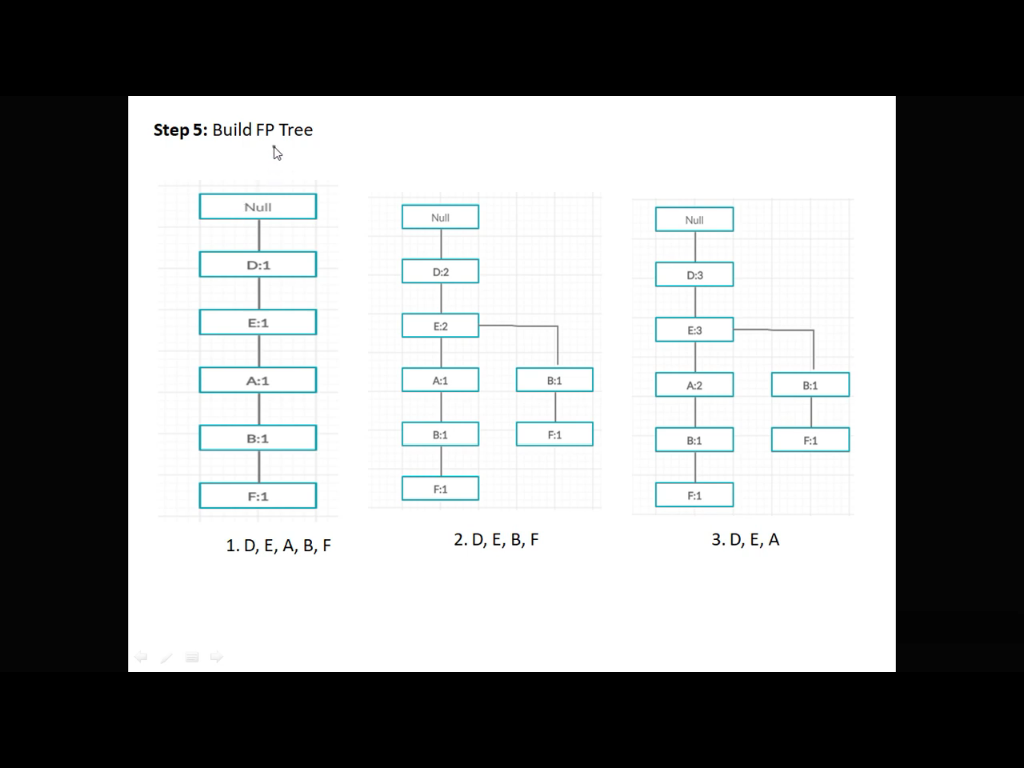 Step 5: Build FP Tree
Null
D:1
E:1
A:1
B:1
F:1
1. D, E, A, B, F
Null
D:2
E:2
A:1
B:1
B:1
F:1
F:1
2. D, E, B, F
Null
D:3
E:3
A:2
B:1
B:1
F:1
F:1
3. D, E, A